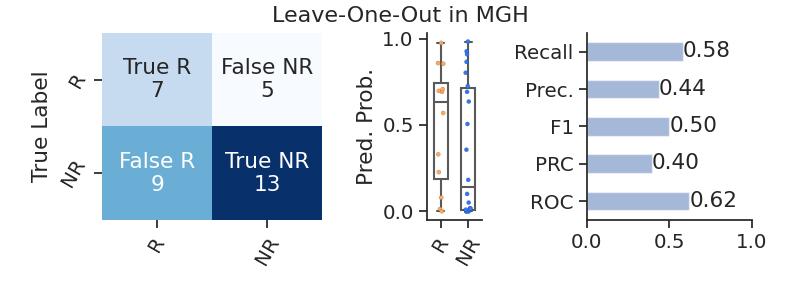 Leave-One-Out in MGH
True Label
R
NR
True R
7
False NR
5
False R
9
True NR
13
R
NR
Pred. Prob.
1.0
0.5
0.0
R
NR
Recall
0.58
Prec.
0.44
F1
0.50
PRC
0.40
ROC
0.62
0.0
0.5
1.0